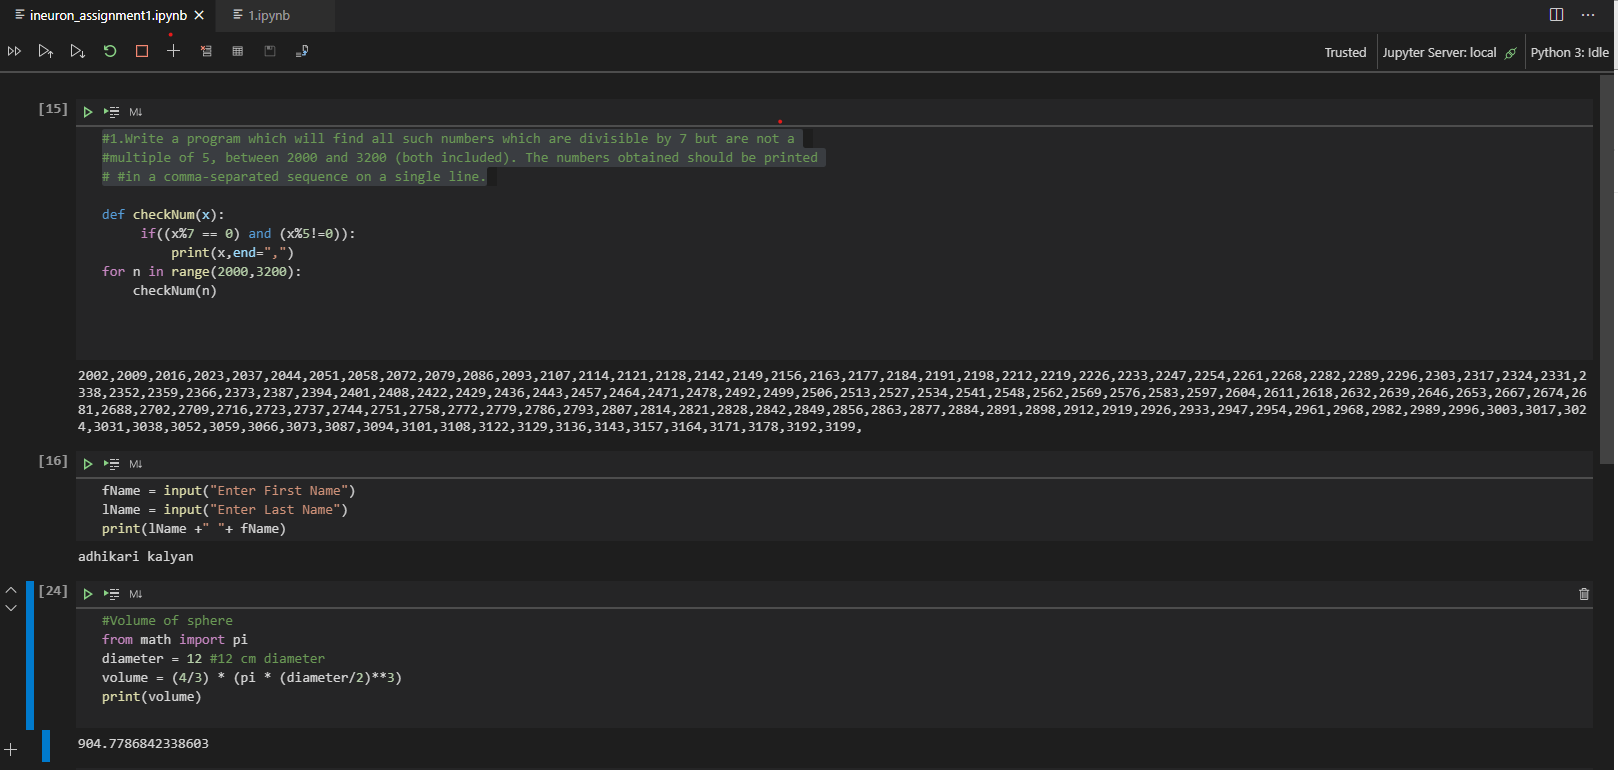 ineuron_assignment1.ipynb
1.ipynb
Trusted
Jupyter Server: local
Python 3: Idle
[15]
M↓
#1.Write a program which will find all such numbers which are divisible by 7 but are not a
#multiple of 5, between 2000 and 3200 (both included). The numbers obtained should be printed
# #in a comma-separated sequence on a single line.
def checkNum(x):
if((x%7 == 0) and (x%5!=0)):
print(x,end=",")
for n in range(2000,3200):
checkNum(n)
2002,2009,2016,2023,2037,2044,2051,2058,2072,2079,2086,2093,2107,2114,2121,2128,2142,2149,2156,2163,2177,2184,2191,2198,2212,2219,2226,2233,2247,2254,2261,2268,2282,2289,2296,2303,2317,2324,2331,2
338,2352,2359,2366,2373,2387,2394,2401,2408,2422,2429,2436,2443,2457,2464,2471,2478,2492,2499,2506,2513,2527,2534,2541,2548,2562,2569,2576,2583,2597,2604,2611,2618,2632,2639,2646,2653,2667,2674,26
81,2688,2702,2709,2716,2723,2737,2744,2751,2758,2772,2779,2786,2793,2807,2814,2821,2828,2842,2849,2856,2863,2877,2884,2891,2898,2912,2919,2926,2933,2947,2954,2961,2968,2982,2989,2996,3003,3017,302
4,3031,3038,3052,3059,3066,3073,3087,3094,3101,3108,3122,3129,3136,3143,3157,3164,3171,3178,3192,3199,
[16]
M↓
fName = input("Enter First Name")
lName = input("Enter Last Name")
print(lName +" "+ fName)
adhikari kalyan
[24]
M↓
#Volume of sphere
from math import pi
diameter = 12 #12 cm diameter
volume = (4/3) * (pi * (diameter/2)**3)
print(volume)
904.7786842338603